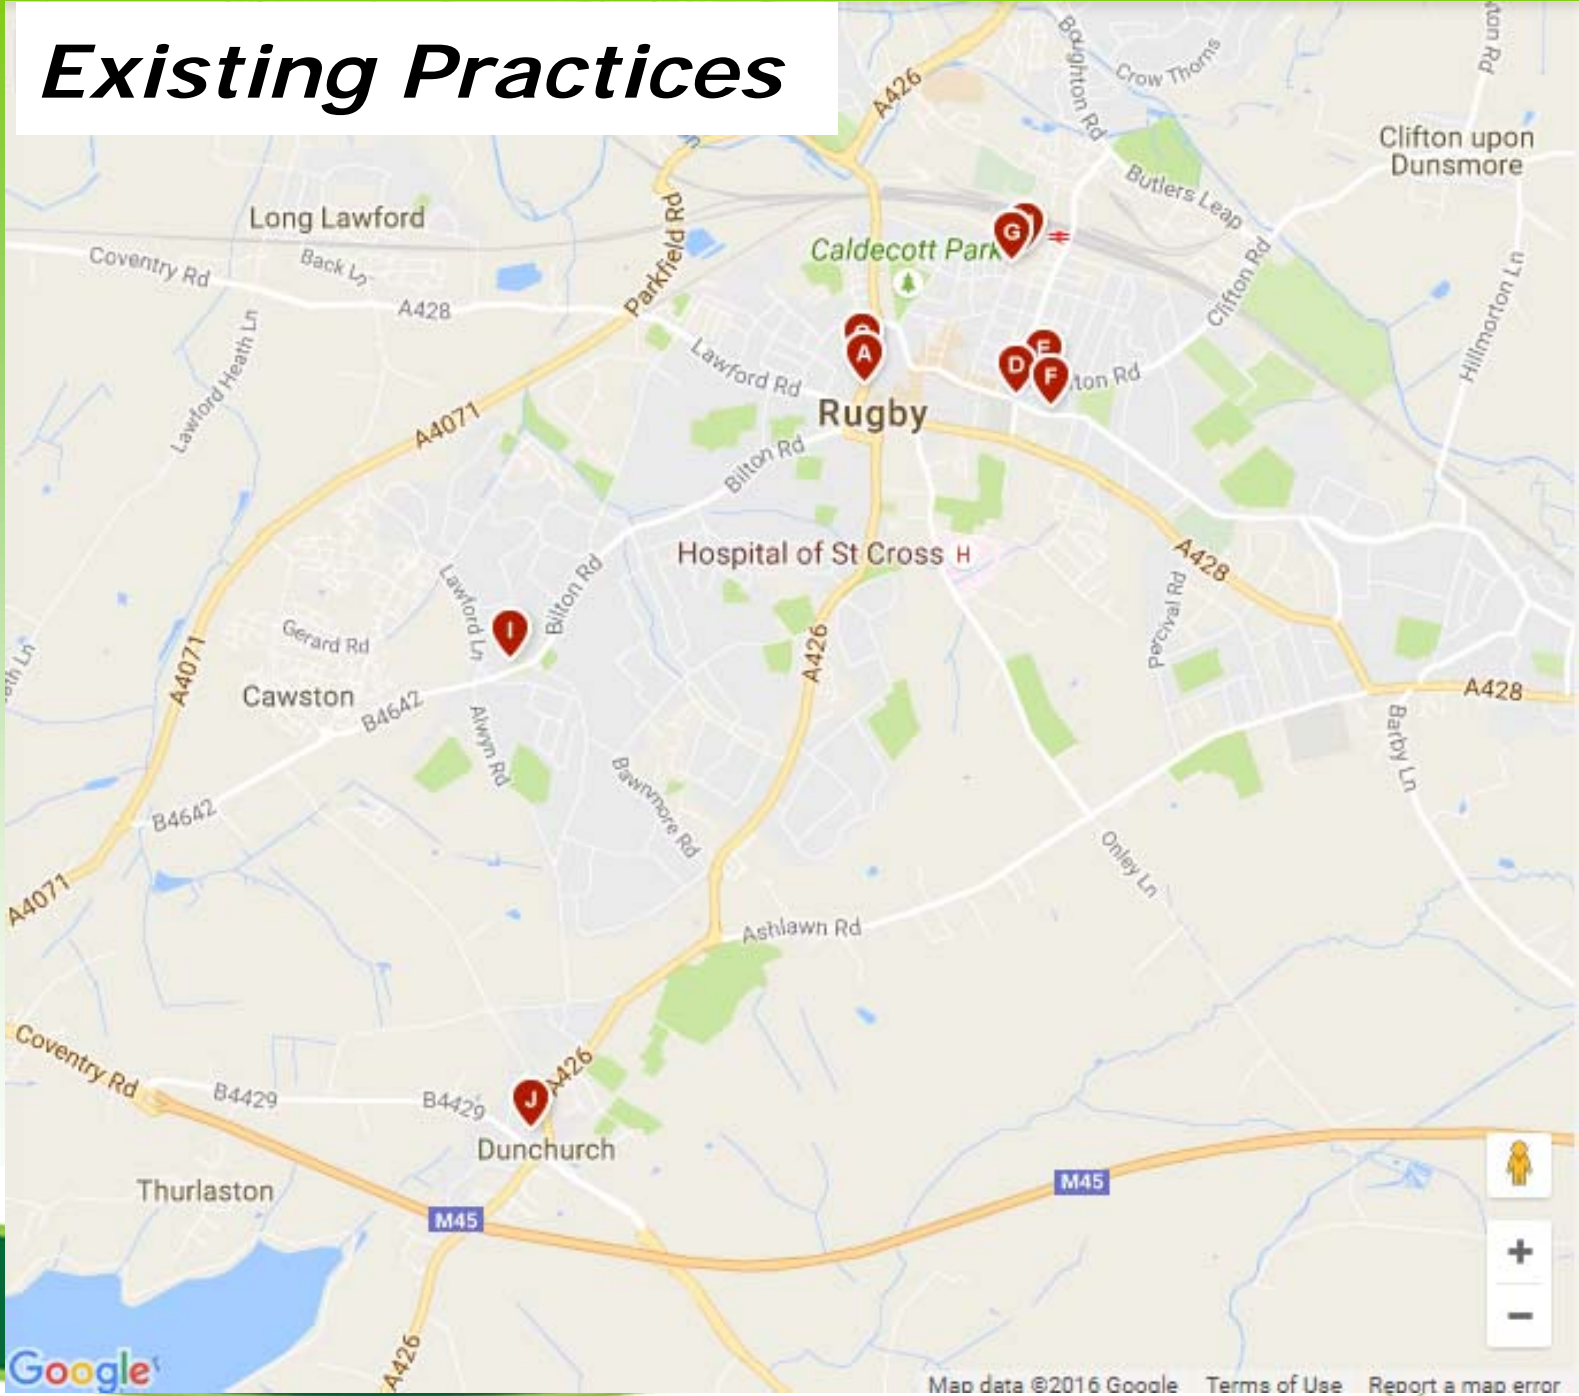 Existing Practices
A426
Boughton Rd
Crow Thorns
Clifton upon
Dunsmore
Butlers Leap
Long Lawford
Parkfield Rd
G
Caldecott Park
Coventry Rd
Back Ln
A428
Clifton Rd
Hillmorton Ln
Lawford Heath Ln
Lawford Rd
A
E
D
F
ton Rd
Rugby
A4071
Bilton Rd
Hospital of St Cross H
A428
Lawford Ln
Bilton Rd
Percival Rd
I
Gerard Rd
A426
A4071
Cawston
B4642
A428
Alwyn Rd
Barby Ln
Bawnmore Rd
B4642
Onley Ln
A4071
Ashlawn Rd
Coventry Rd
A426
B4429
B4429
J
Dunchurch
Thurlaston
M45
M45
+
−
A426
Google
Map data ©2016 Google Terms of Use Report a map error